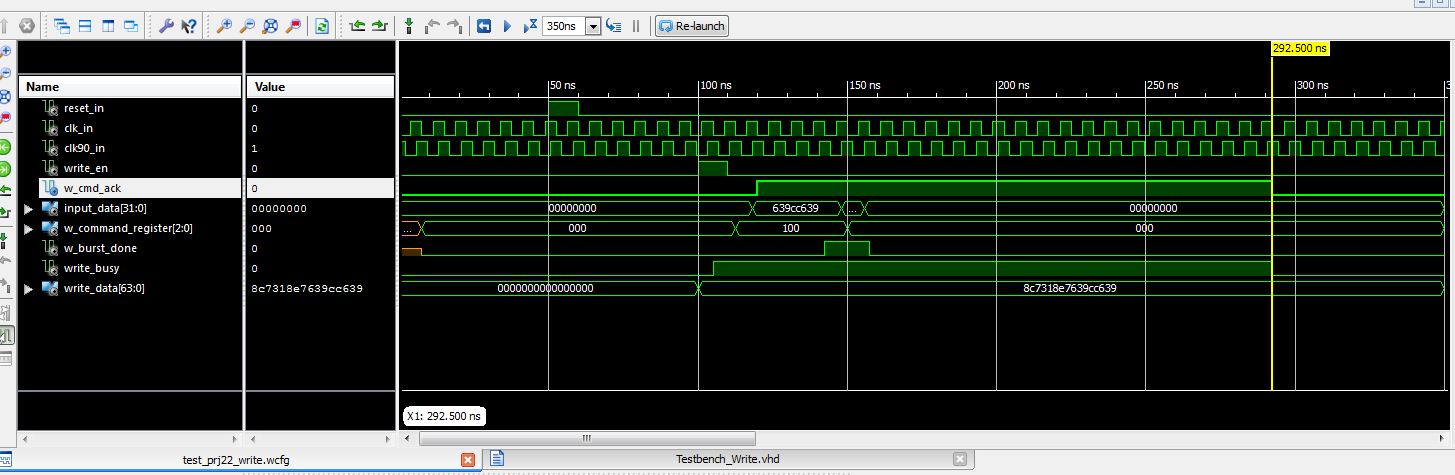 350ns Re-launch
292.500 ns
Name Value
50 ns 100 ns 150 ns 200 ns 250 ns 300 ns 3
reset_in 0
clk_in 0
clk90_in 1
write_en 0
w_cmd_ack 0
input_data[31:0] 00000000 00000000 639cc639 ... 00000000
w_command_register[2:0] 000 ... 000 100 000
w_burst_done 0
write_busy 0
write_data[63:0] 8c7318e7639cc639 0000000000000000 8c7318e7639cc639
X1: 292.500 ns
test_prj22_write.wcfg Testbench_Write.vhd